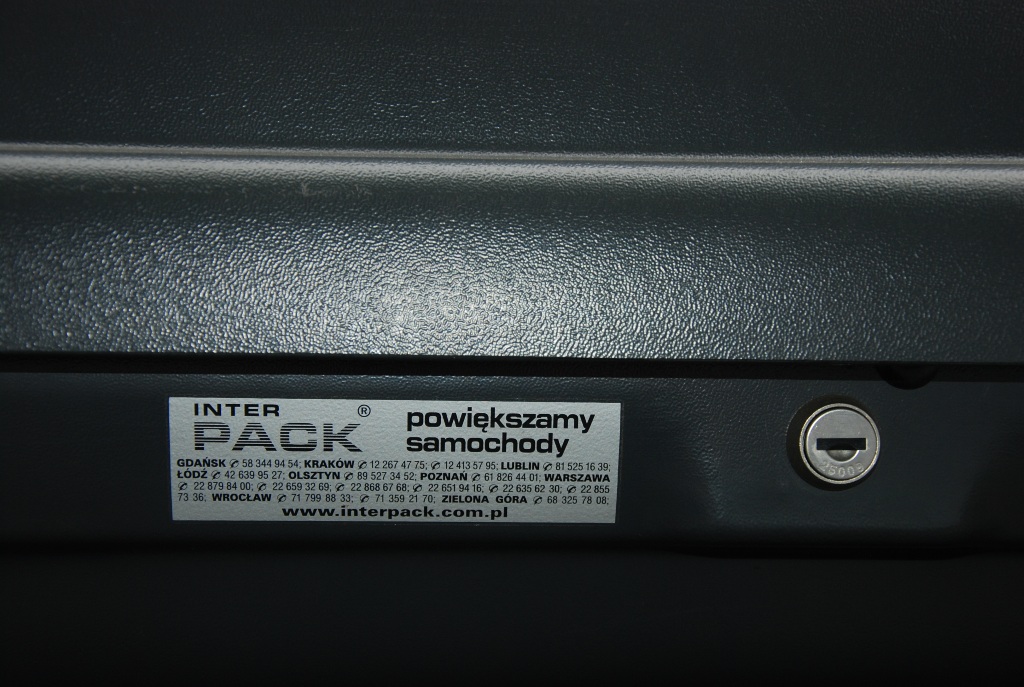 INTER
PACK ®
powiększamy
samochody
GDAŃSK ✆ 58 344 94 54; KRAKÓW ✆ 12 267 47 75; ✆ 12 413 57 95; LUBLIN ✆ 81 525 16 39;
ŁÓDŹ ✆ 42 639 95 27; OLSZTYN ✆ 89 527 34 52; POZNAŃ ✆ 61 826 44 01; WARSZAWA
✆ 22 879 84 00; ✆ 22 659 32 69; ✆ 22 868 67 68; ✆ 22 651 94 16; ✆ 22 635 62 30; ✆ 22 855
73 36; WROCŁAW ✆ 71 799 88 33; ✆ 71 359 21 70; ZIELONA GÓRA ✆ 68 325 78 08;
www.interpack.com.pl